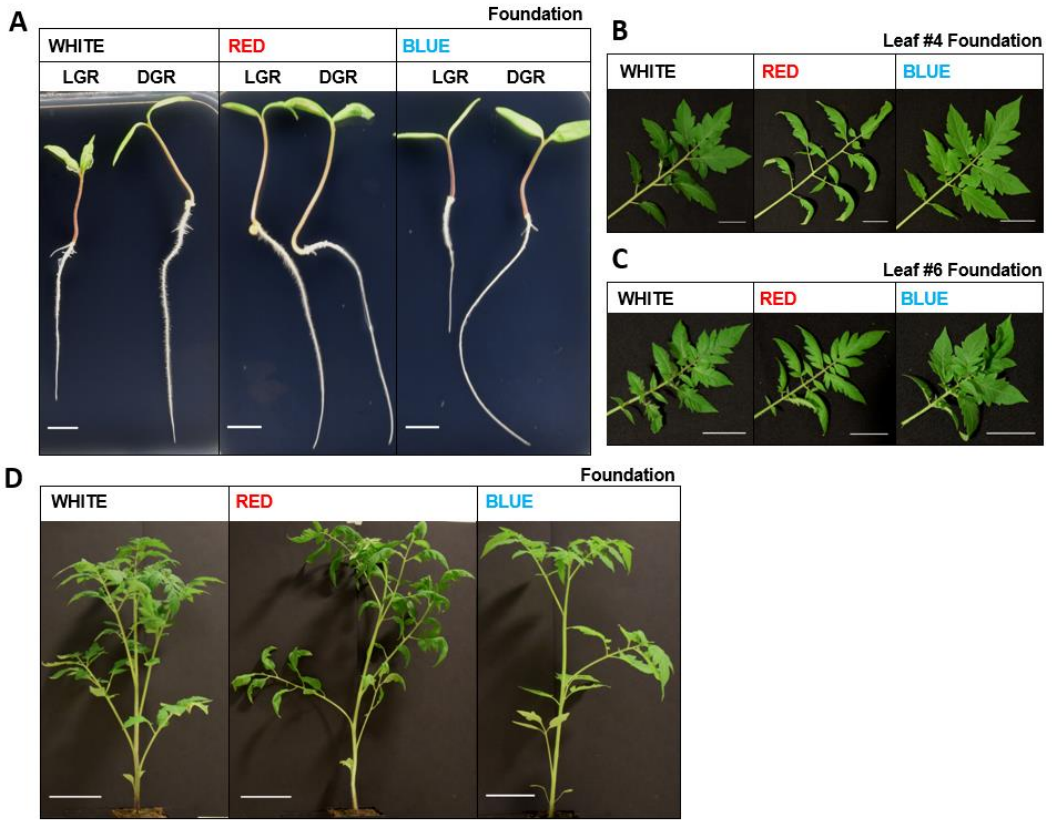 A
Foundation
WHITE RED BLUE
LGR DGR LGR DGR LGR DGR
B
Leaf #4 Foundation
WHITE RED BLUE
C
Leaf #6 Foundation
WHITE RED BLUE
D
Foundation
WHITE RED BLUE